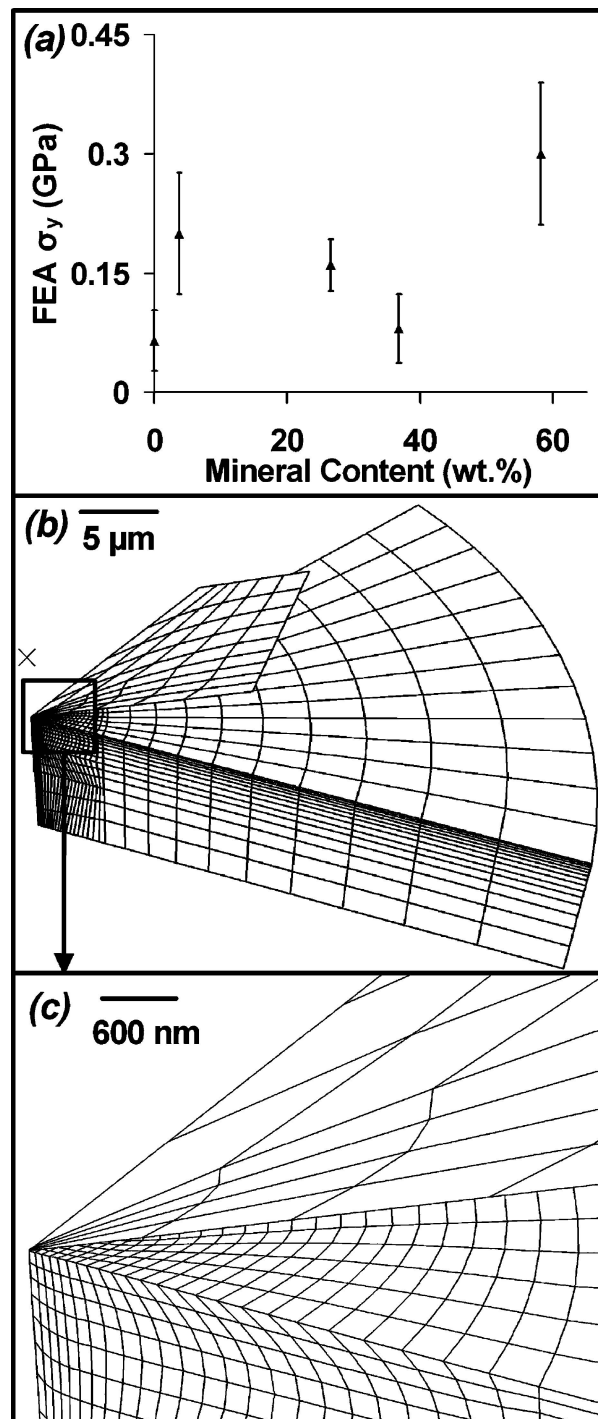 (a)
0.45
0.3
0.15
0
FEA σy (GPa)
0 20 40 60
Mineral Content (wt.%)
(b)
5 µm
(c)
600 nm